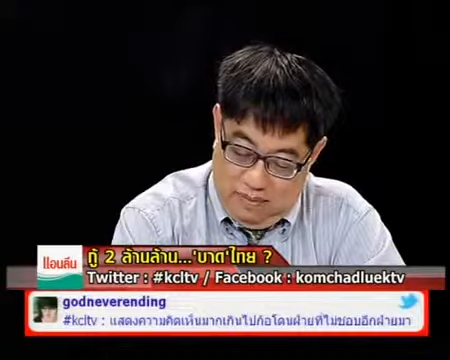 แอนลีน
กู้ 2 ล้านล้าน...'บาด'ไทย ?
Twitter : #kcltv / Facebook : komchadluektv
godneverending
#kcltv : แสดงความคิดเห็นมากเกินไปก้อโดนฝ่ายที่ไม่ชอบอีกฝ่ายมา